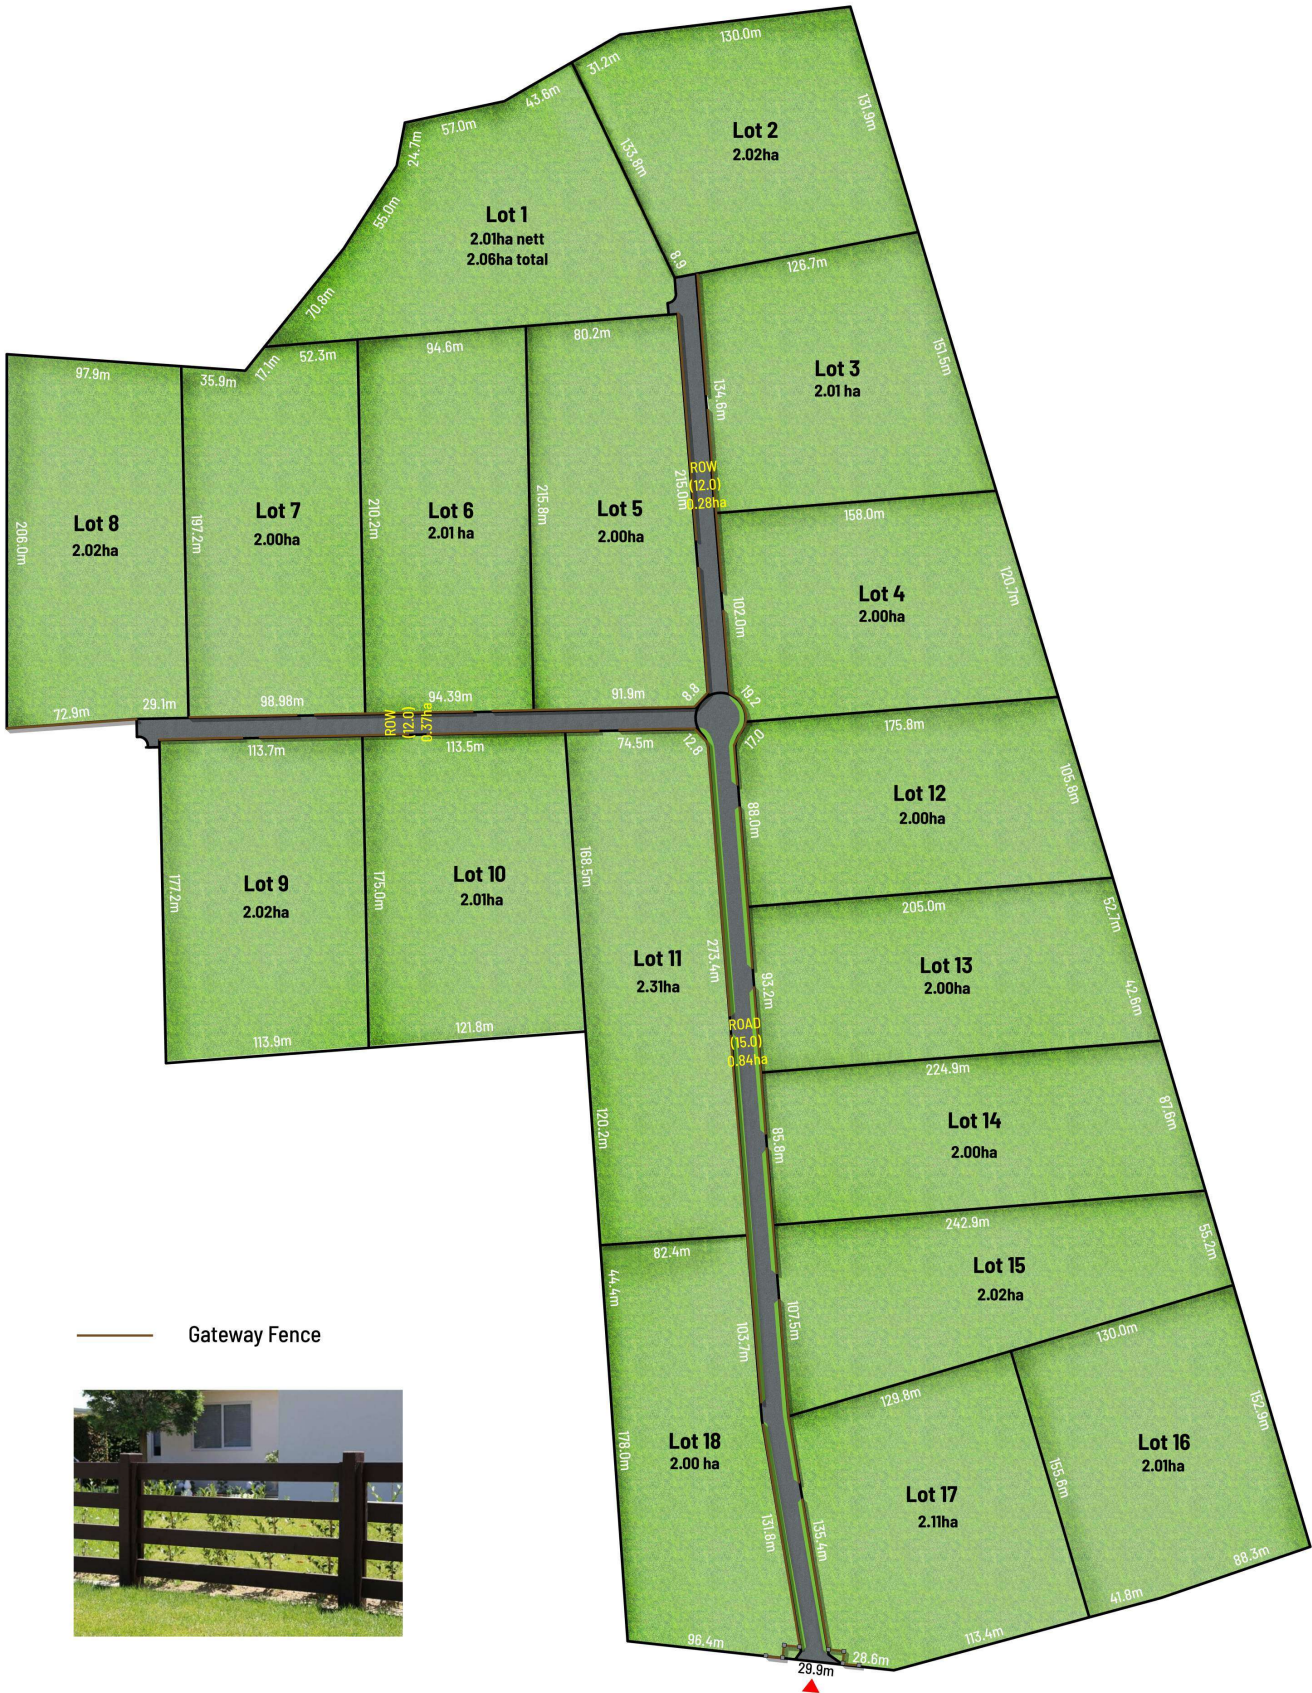 130.0m
31.2m
43.6m
57.0m
24.7m
131.9m
Lot 2
2.02ha
133.8m
55.0m
Lot 1
2.01ha nett
2.06ha total
8.9
126.7m
70.8m
80.2m
94.6m
52.3m
17.1m
35.9m
97.9m
151.5m
Lot 3
2.01 ha
134.6m
ROW
(12.0)
0.28ha
215.0m
158.0m
Lot 8
2.02ha
206.0m
197.2m
Lot 7
2.00ha
210.2m
Lot 6
2.01 ha
215.8m
Lot 5
2.00ha
120.7m
Lot 4
2.00ha
102.0m
72.9m
29.1m
98.98m
94.39m
91.9m
8.8
19.2
ROW
(12.0)
0.37ha
175.8m
113.7m
113.5m
74.5m
12.8
17.0
105.8m
Lot 12
2.00ha
88.0m
168.5m
177.2m
Lot 9
2.02ha
175.0m
Lot 10
2.01ha
205.0m
52.7m
Lot 11
2.31ha
273.4m
93.2m
Lot 13
2.00ha
42.6m
113.9m
121.8m
ROAD
(15.0)
0.84ha
224.9m
120.2m
85.8m
Lot 14
2.00ha
87.6m
82.4m
242.9m
55.2m
44.4m
103.7m
107.5m
Lot 15
2.02ha
Gateway Fence
130.0m
129.8m
178.0m
Lot 18
2.00 ha
131.8m
135.4m
Lot 17
2.11ha
155.6m
Lot 16
2.01ha
152.9m
88.3m
41.8m
113.4m
28.6m
96.4m
29.9m